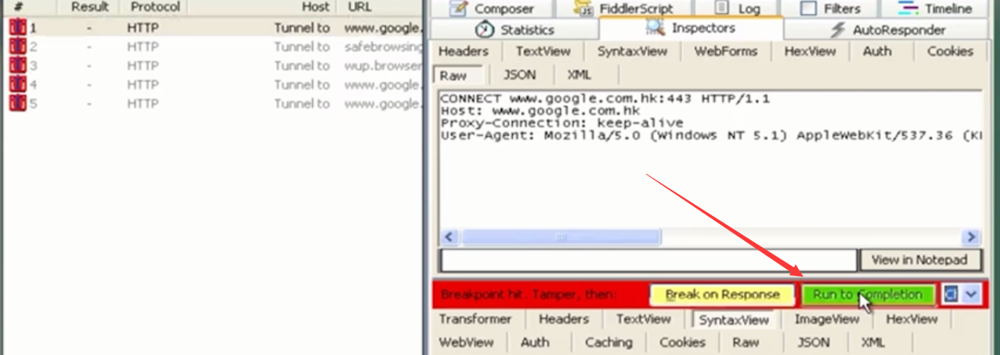 # Result Protocol Host URL
1 - HTTP Tunnel to www.google.
2 - HTTP Tunnel to safebrowsing
3 - HTTP Tunnel to wup.browser
4 - HTTP Tunnel to www.google.
5 - HTTP Tunnel to www.google.
Composer FiddlerScript Log Filters Timeline
Statistics Inspectors AutoResponder
Headers TextView SyntaxView WebForms HexView Auth Cookies
Raw JSON XML
CONNECT www.google.com.hk:443 HTTP/1.1
Host: www.google.com.hk
Proxy-Connection: keep-alive
User-Agent: Mozilla/5.0 (Windows NT 5.1) AppleWebKit/537.36 (KH
View in Notepad
Breakpoint hit. Tamper, then: Break on Response Run to Completion
Transformer Headers TextView SyntaxView ImageView HexView
WebView Auth Caching Cookies Raw JSON XML